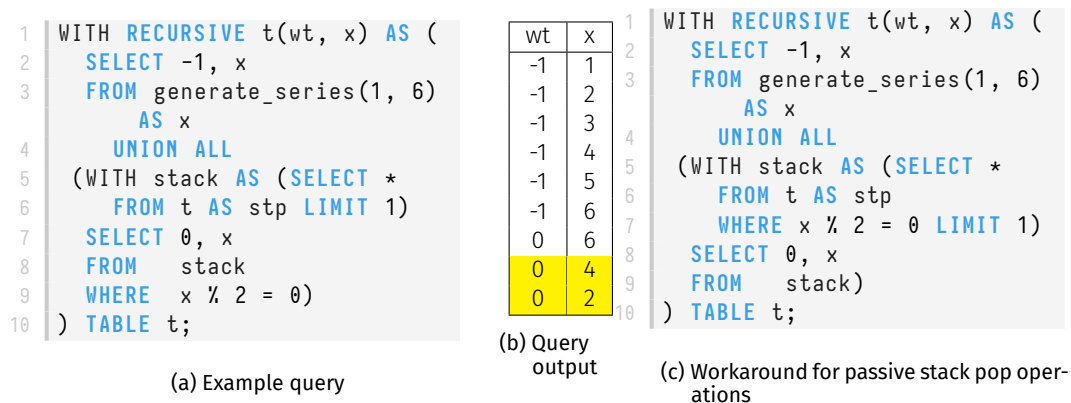 1 WITH RECURSIVE t(wt, x) AS (
2 SELECT -1, x
3 FROM generate_series(1, 6)
AS x
4 UNION ALL
5 (WITH stack AS (SELECT *
6 FROM t AS stp LIMIT 1)
7 SELECT 0, x
8 FROM stack
9 WHERE x % 2 = 0)
10 ) TABLE t;
(a) Example query
wt x
-1 1
-1 2
-1 3
-1 4
-1 5
-1 6
0 6
0 4
0 2
(b) Query
output
1 WITH RECURSIVE t(wt, x) AS (
2 SELECT -1, x
3 FROM generate_series(1, 6)
AS x
4 UNION ALL
5 (WITH stack AS (SELECT *
6 FROM t AS stp
7 WHERE x % 2 = 0 LIMIT 1)
8 SELECT 0, x
9 FROM stack)
10 ) TABLE t;
(c) Workaround for passive stack pop oper-
ations